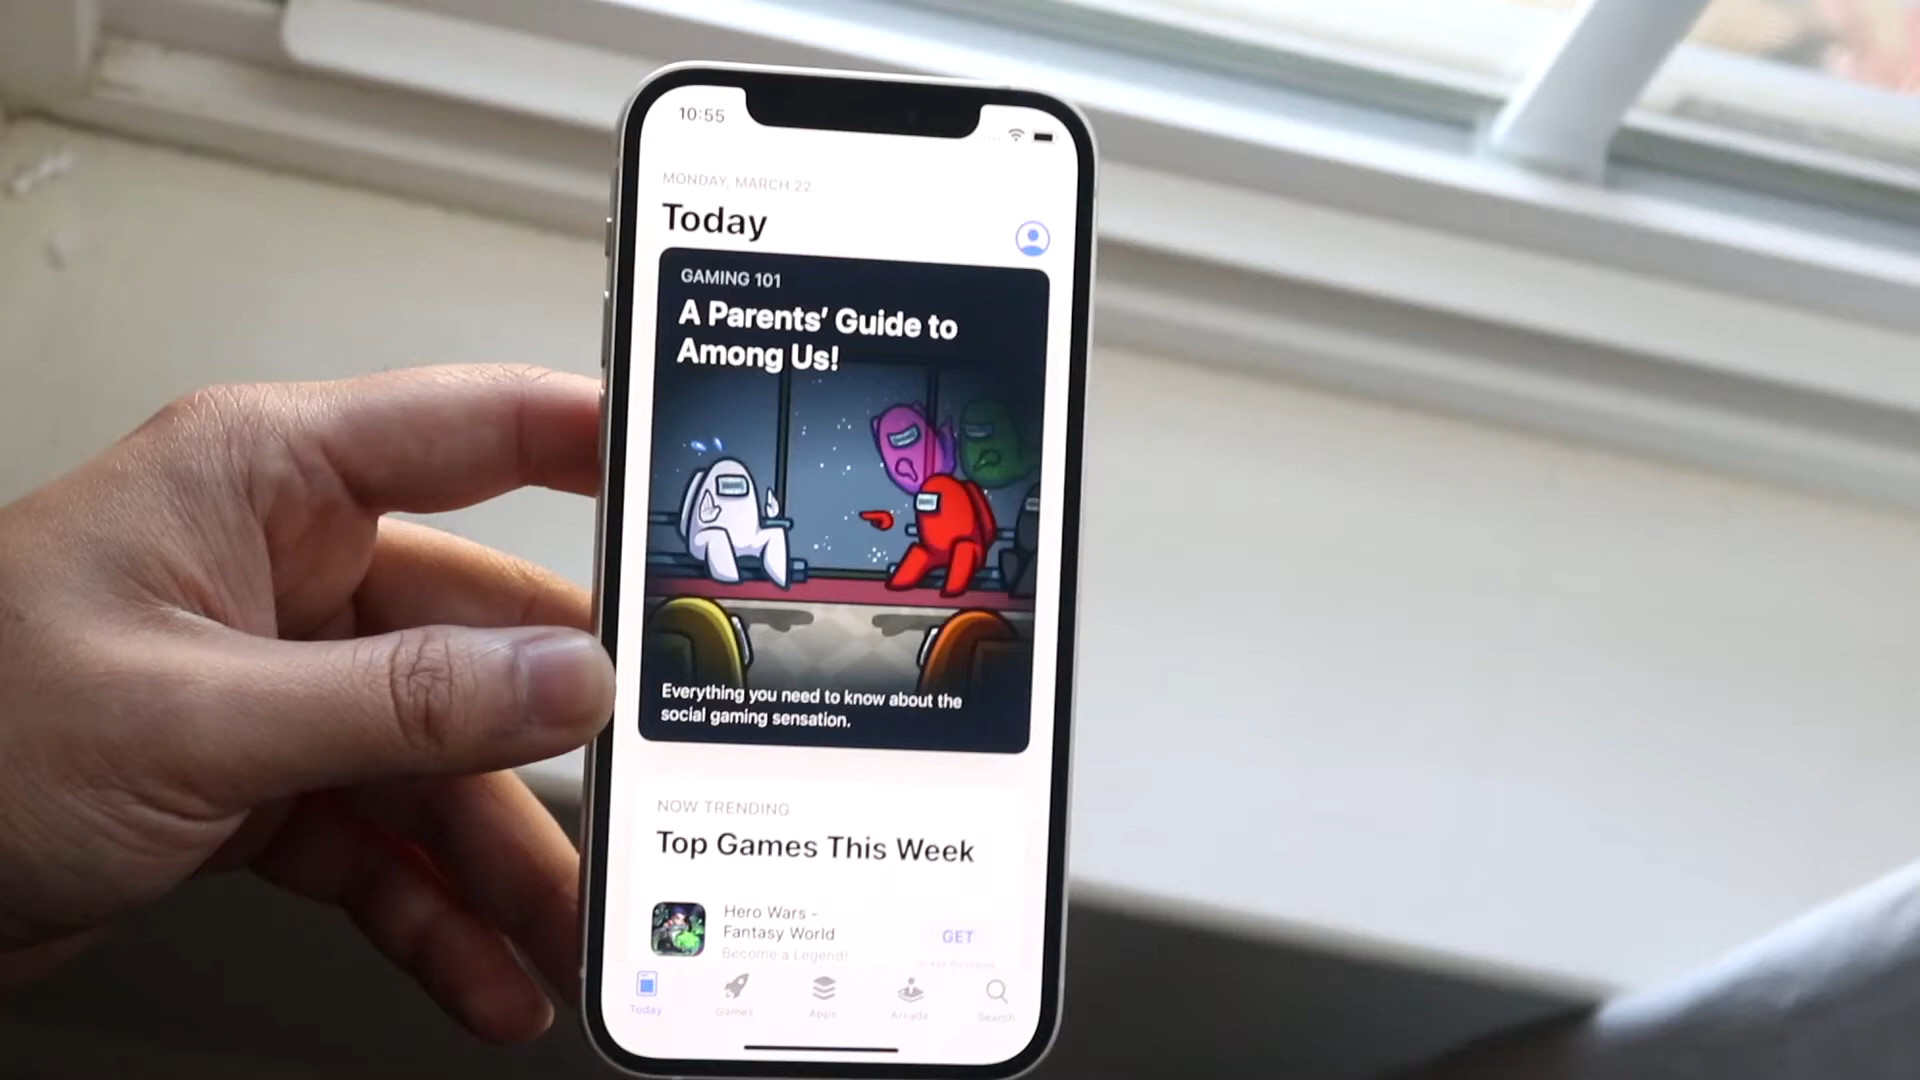 10:55
MONDAY, MARCH 22
Today
GAMING 101
A Parents' Guide to
Among Us!
Everything you need to know about the
social gaming sensation.
NOW TRENDING
Top Games This Week
Hero Wars -
Fantasy World
Become a Legend!
GET
Today
Games
Apps
Arcade
Search